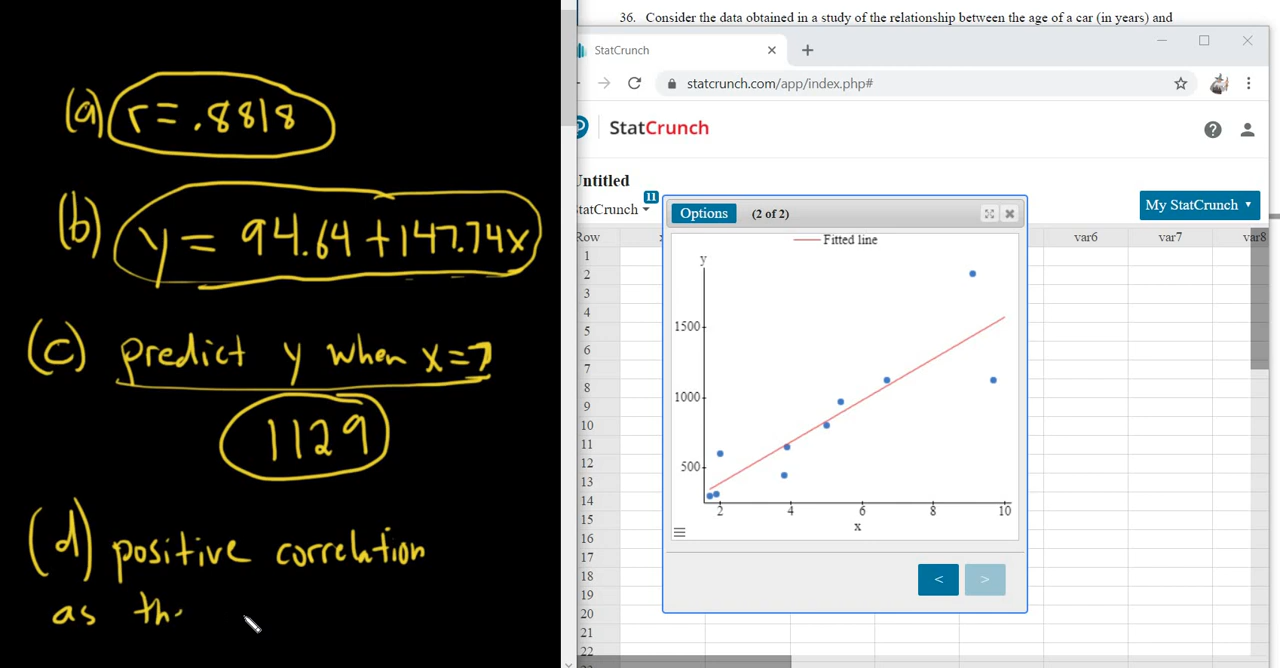 (a) r = .8818
(b) y = 94.64 + 147.74x
(c) predict y when x = 7
1129
(d) positive correlation
as th
36. Consider the data obtained in a study of the relationship between the age of a car (in years) and
StatCrunch
statcrunch.com/app/index.php#
StatCrunch
Untitled
StatCrunch
11
My StatCrunch
Options (2 of 2)
Row var6 var7 var8
1
2
3
4
5
6
7
8
9
10
11
12
13
14
15
16
17
18
19
20
21
22
Fitted line
y
1500
1000
500
2 4 6 8 10
x
< >